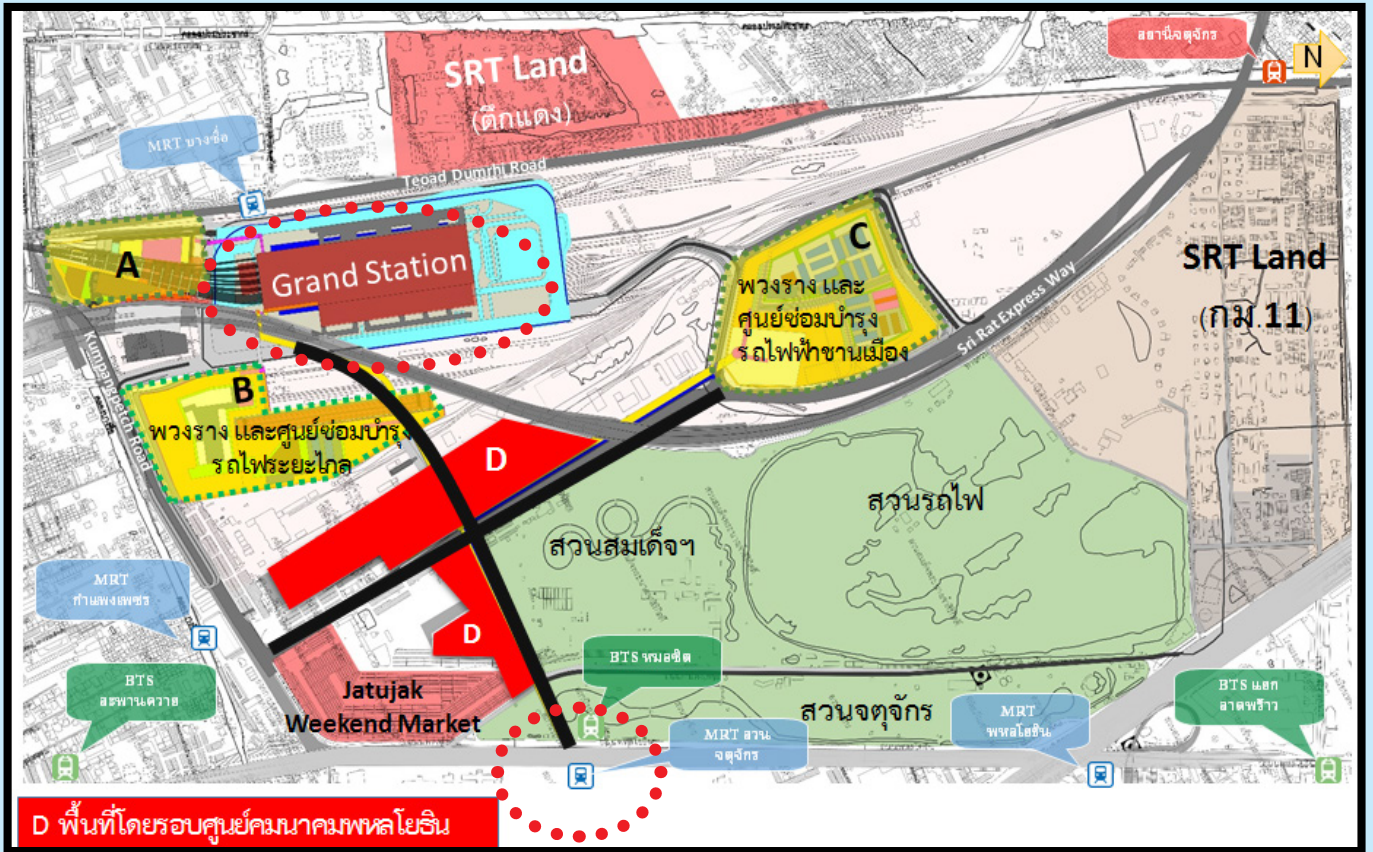 สถานีจตุจักร
N
SRT Land
(ตึกแดง)
MRT บางซื่อ
Teoad Dumrhi Road
A
Grand Station
C
พวงราง และ
ศูนย์ซ่อมบำรุง
รถไฟฟ้าชานเมือง
SRT Land
(กม.11)
Sri Rat Express Way
Kumpangpetch Road
B
พวงราง และศูนย์ซ่อมบำรุง
รถไฟระยะไกล
D
สวนรถไฟ
สวนสมเด็จฯ
MRT
กำแพงเพชร
D
BTS หมอชิต
BTS
สะพานควาย
Jatujak
Weekend Market
สวนจตุจักร
MRT
พหลโยธิน
BTS แยก
ลาดพร้าว
MRT สวน
จตุจักร
D พื้นที่โดยรอบศูนย์คมนาคมพหลโยธิน